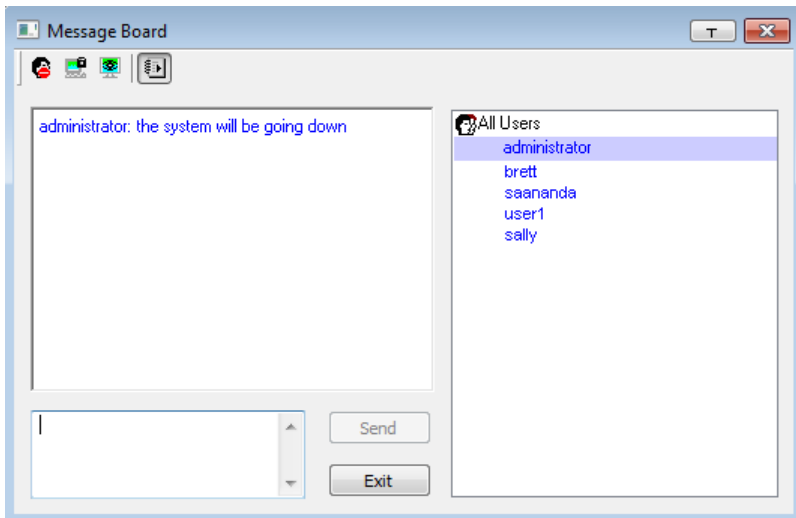 Message Board
T
administrator: the system will be going down
All Users
administrator
brett
saananda
user1
sally
Send
Exit